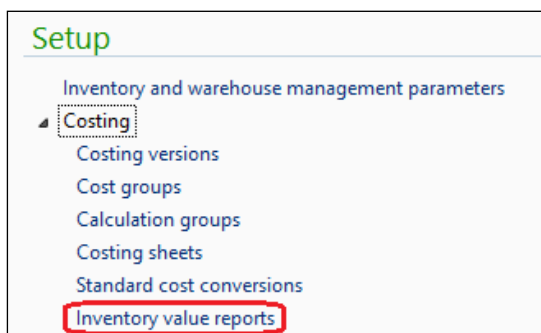 Setup
Inventory and warehouse management parameters
Costing
Costing versions
Cost groups
Calculation groups
Costing sheets
Standard cost conversions
Inventory value reports